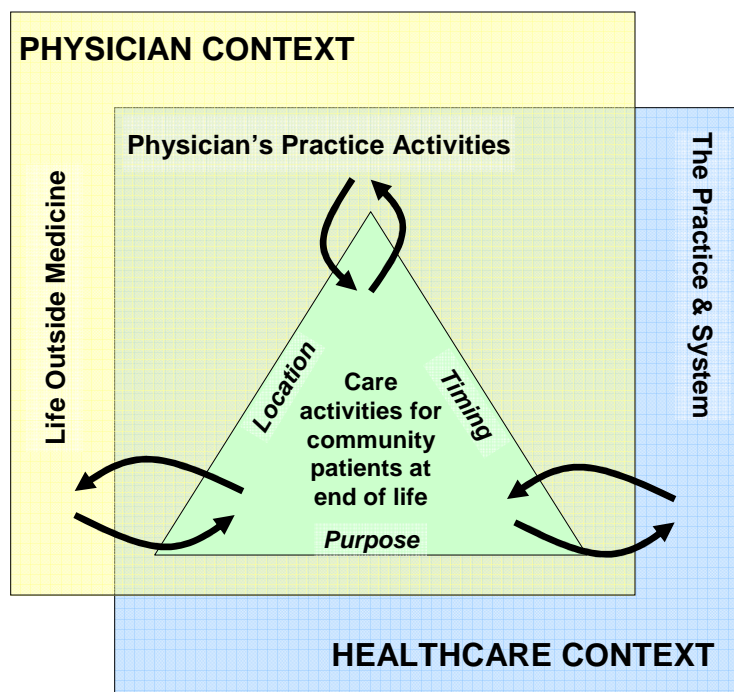 PHYSICIAN CONTEXT
Physician's Practice Activities
Life Outside Medicine
The Practice & System
Location
Timing
Care
activities for
community
patients at
end of life
Purpose
HEALTHCARE CONTEXT